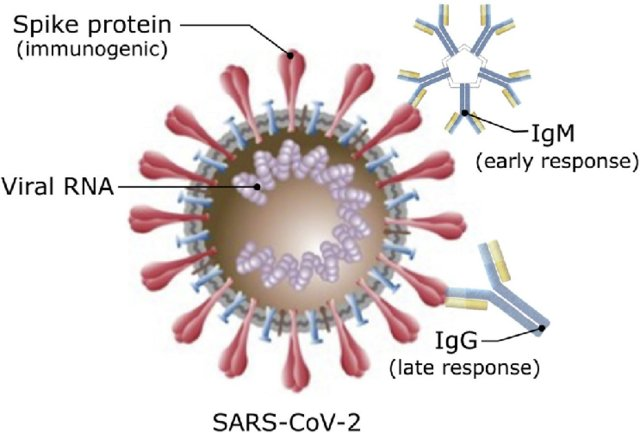 Spike protein
(immunogenic)
IgM
(early response)
Viral RNA
IgG
(late response)
SARS-CoV-2